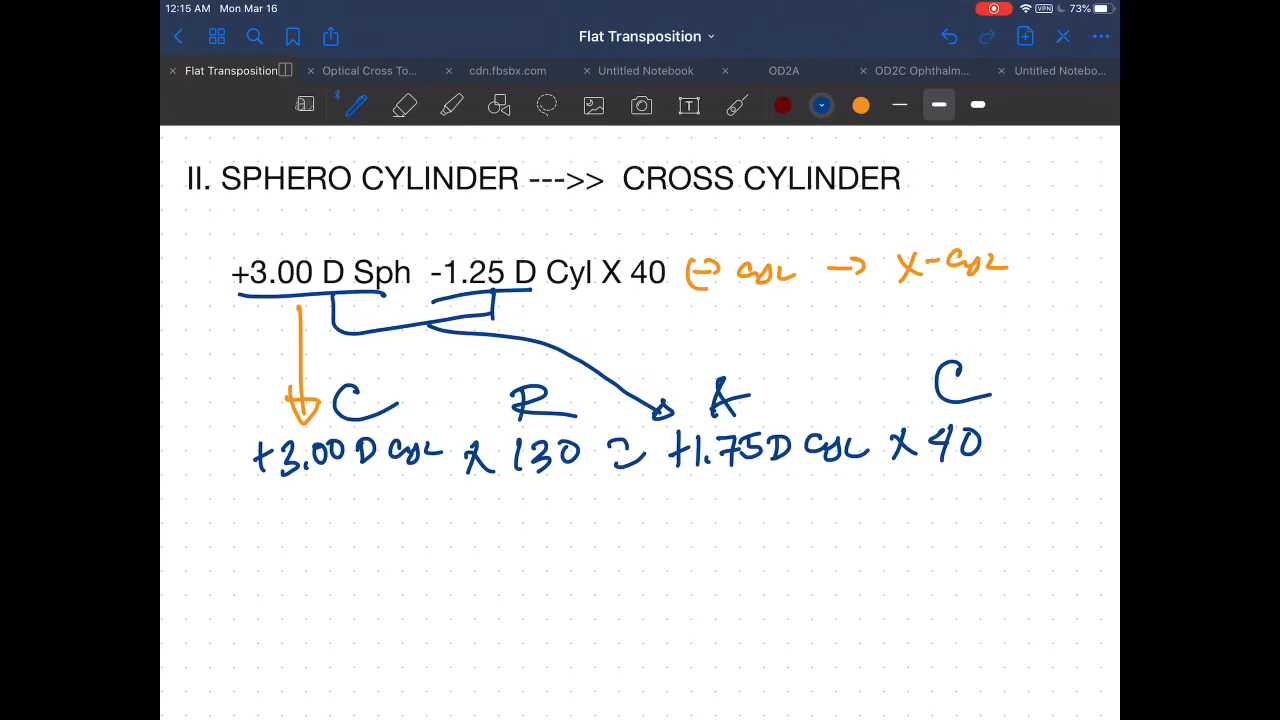 12:15 AM Mon Mar 16 VPN 73%
Flat Transposition
Flat Transposition Optical Cross To... cdn.fbsbx.com Untitled Notebook OD2A OD2C Ophthalm... Untitled Notebo...
II. SPHERO CYLINDER --->> CROSS CYLINDER
+3.00 D Sph -1.25 D Cyl X 40 (-) cyl → X-cyl
C R A C
+3.00 D cyl x 130 ≈ +1.75 D cyl x 40